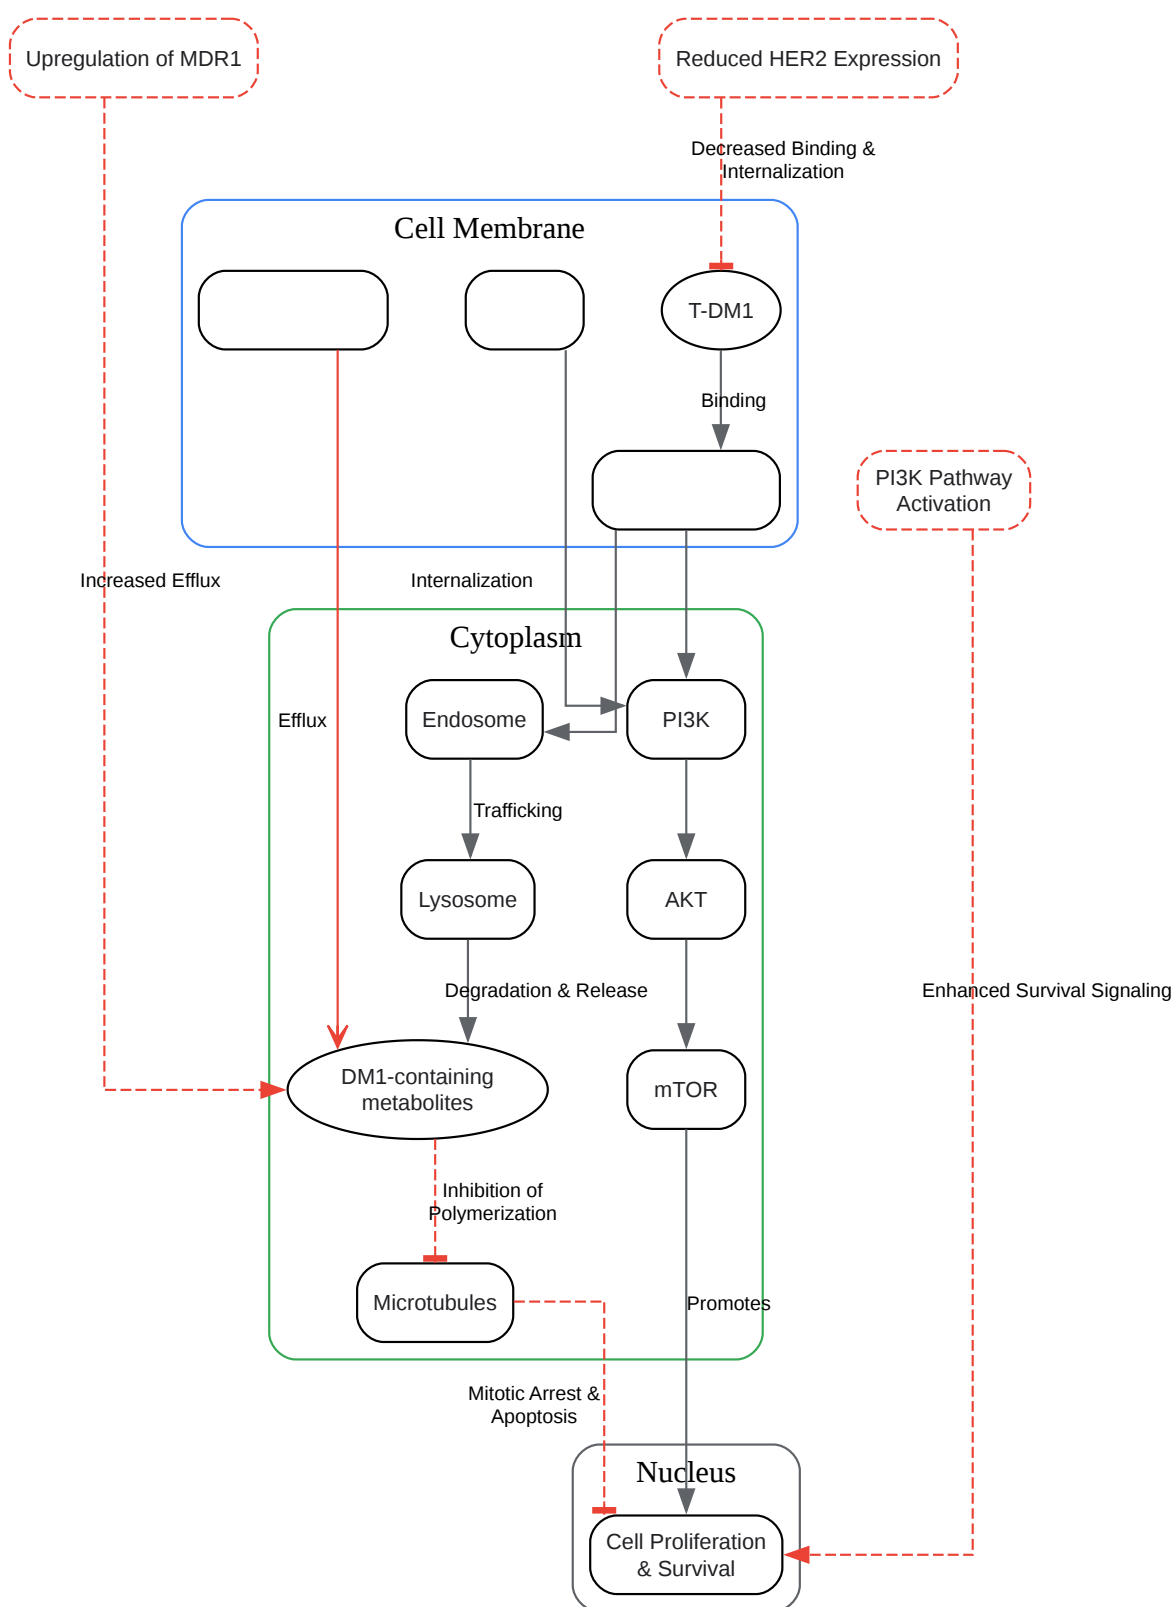 Upregulation of MDR1
Reduced HER2 Expression
Decreased Binding &
Internalization
Cell Membrane
T-DM1
Binding
PI3K Pathway
Activation
Increased Efflux
Internalization
Cytoplasm
Efflux
Endosome
PI3K
Trafficking
Lysosome
AKT
Degradation & Release
Enhanced Survival Signaling
DM1-containing
metabolites
mTOR
Inhibition of
Polymerization
Microtubules
Promotes
Mitotic Arrest &
Apoptosis
Nucleus
Cell Proliferation
& Survival